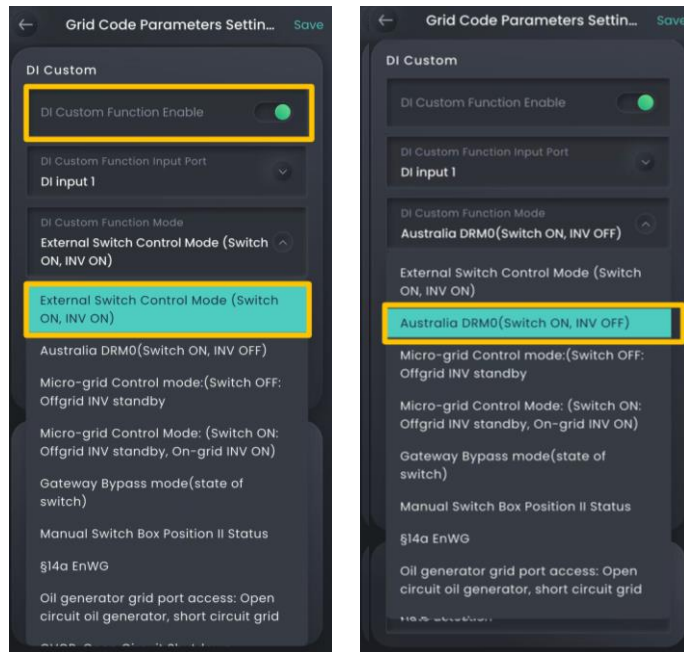 Grid Code Parameters Settin... Save
DI Custom
DI Custom Function Enable
DI Custom Function Input Port
DI input 1
DI Custom Function Mode
External Switch Control Mode (Switch
ON, INV ON)
External Switch Control Mode (Switch
ON, INV ON)
Australia DRM0(Switch ON, INV OFF)
Micro-grid Control mode:(Switch OFF:
Offgrid INV standby
Micro-grid Control Mode: (Switch ON:
Offgrid INV standby, On-grid INV ON)
Gateway Bypass mode(state of
switch)
Manual Switch Box Position II Status
§14a EnWG
Oil generator grid port access: Open
circuit oil generator, short circuit grid
Grid Code Parameters Settin... Save
DI Custom
DI Custom Function Enable
DI Custom Function Input Port
DI input 1
DI Custom Function Mode
Australia DRM0(Switch ON, INV OFF)
External Switch Control Mode (Switch
ON, INV ON)
Australia DRM0(Switch ON, INV OFF)
Micro-grid Control mode:(Switch OFF:
Offgrid INV standby
Micro-grid Control Mode: (Switch ON:
Offgrid INV standby, On-grid INV ON)
Gateway Bypass mode(state of
switch)
Manual Switch Box Position II Status
§14a EnWG
Oil generator grid port access: Open
circuit oil generator, short circuit grid